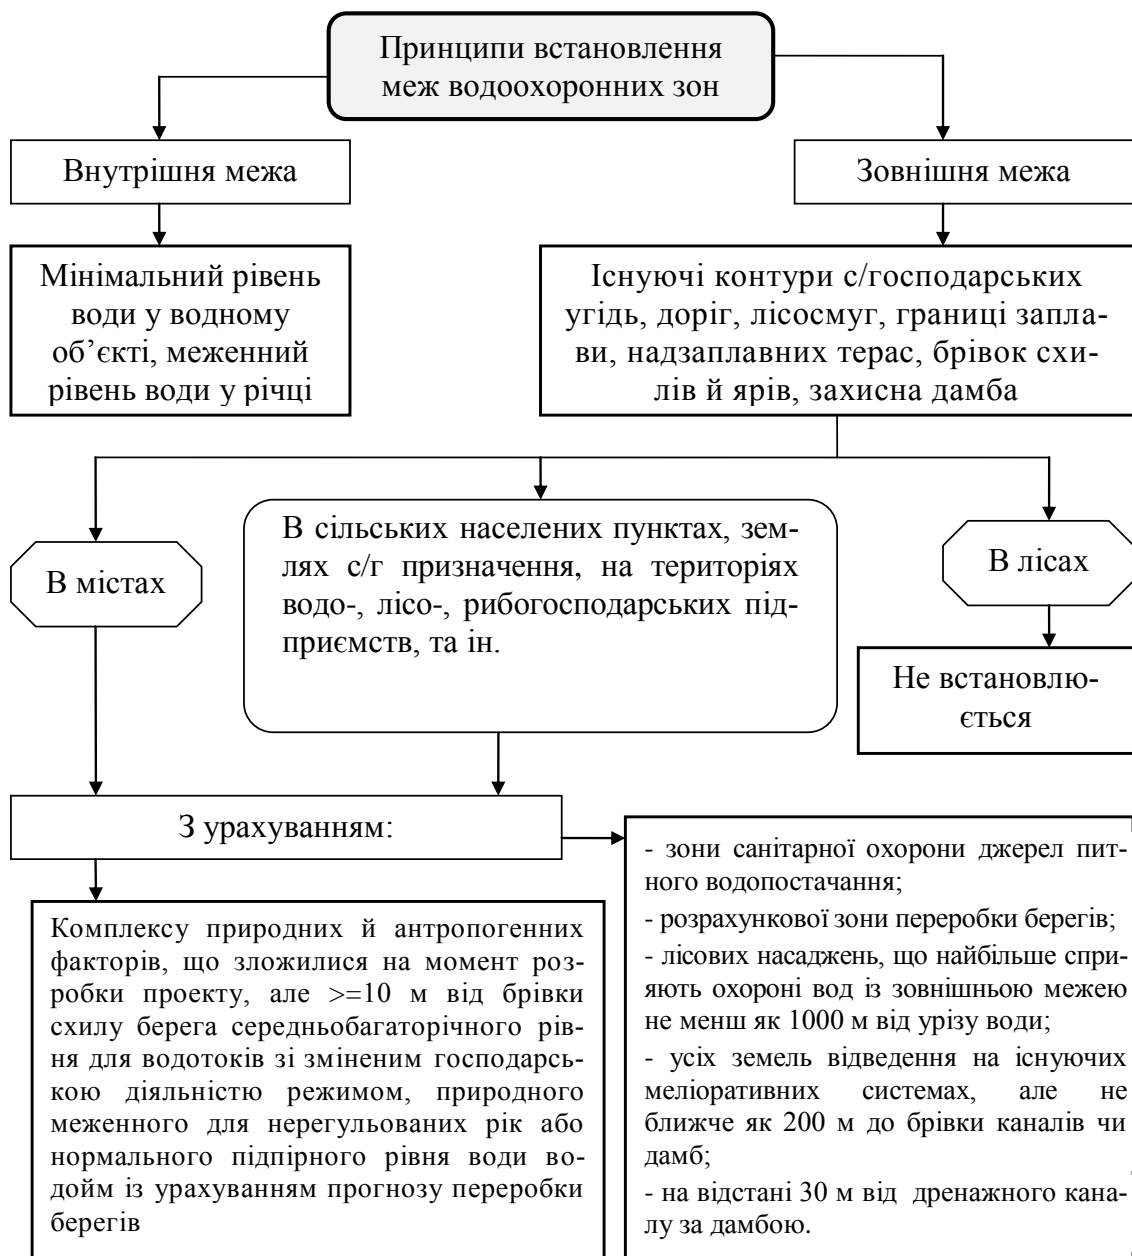 Принципи встановлення
меж водоохоронних зон
Внутрішня межа
Зовнішня межа
Мінімальний рівень
води у водному
об’єкті, меженний
рівень води у річці
Існуючі контури с/господарських
угідь, доріг, лісосмуг, границі запла-
ви, надзаплавних терас, брівок схи-
лів й ярів, захисна дамба
В містах
В сільських населених пунктах, зем-
лях с/г призначення, на територіях
водо-, лісо-, рибогосподарських під-
приємств, та ін.
В лісах
Не встановлю-
ється
З урахуванням:
Комплексу природних й антропогенних
факторів, що зложилися на момент роз-
робки проекту, але >=10 м від брівки
схилу берега середньобагаторічного рів-
ня для водотоків зі зміненим господарсь-
кою діяльністю режимом, природного
меженного для нерегульованих рік або
нормального підпірного рівня води во-
дойм із урахуванням прогнозу переробки
берегів
- зони санітарної охорони джерел пит-
ного водопостачання;
- розрахункової зони переробки берегів;
- лісових насаджень, що найбільше спри-
яють охороні вод із зовнішньою межею
не менш як 1000 м від урізу води;
- усіх земель відведення на існуючих
меліоративних системах, але не
ближче як 200 м до брівки каналів чи
дамб;
- на відстані 30 м від дренажного кана-
лу за дамбою.